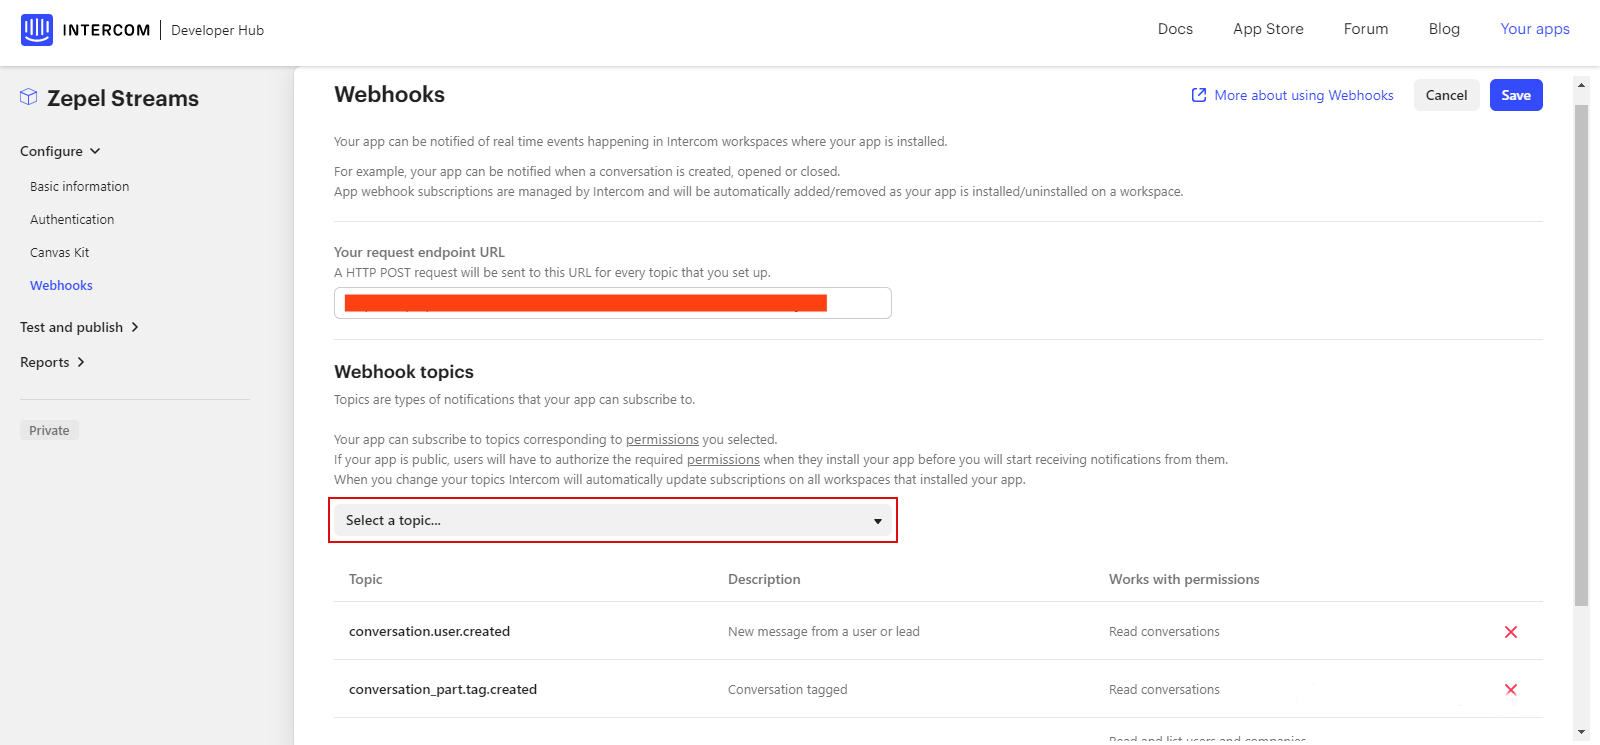 INTERCOM
Developer Hub
Docs
App Store
Forum
Blog
Your apps
Zepel Streams
Configure
Basic information
Authentication
Canvas Kit
Webhooks
Test and publish
Reports
Private
Webhooks
More about using Webhooks
Cancel
Save
Your app can be notified of real time events happening in Intercom workspaces where your app is installed.
For example, your app can be notified when a conversation is created, opened or closed.
App webhook subscriptions are managed by Intercom and will be automatically added/removed as your app is installed/uninstalled on a workspace.
Your request endpoint URL
A HTTP POST request will be sent to this URL for every topic that you set up.
Webhook topics
Topics are types of notifications that your app can subscribe to.
Your app can subscribe to topics corresponding to permissions you selected.
If your app is public, users will have to authorize the required permissions when they install your app before you will start receiving notifications from them.
When you change your topics Intercom will automatically update subscriptions on all workspaces that installed your app.
Select a topic...
Topic Description Works with permissions
conversation.user.created New message from a user or lead Read conversations
conversation_part.tag.created Conversation tagged Read conversations
Read and list users and companies